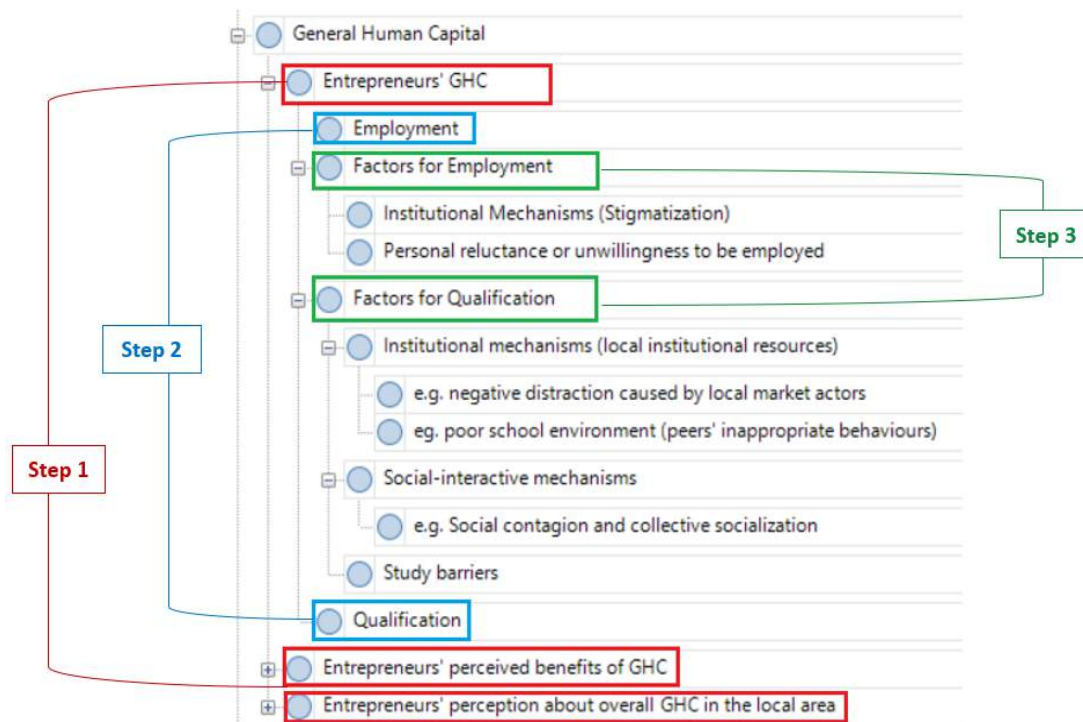 General Human Capital
Entrepreneurs' GHC
Employment
Factors for Employment
Institutional Mechanisms (Stigmatization)
Personal reluctance or unwillingness to be employed
Step 3
Factors for Qualification
Step 2
Institutional mechanisms (local institutional resources)
e.g. negative distraction caused by local market actors
eg. poor school environment (peers' inappropriate behaviours)
Step 1
Social-interactive mechanisms
e.g. Social contagion and collective socialization
Study barriers
Qualification
Entrepreneurs' perceived benefits of GHC
Entrepreneurs' perception about overall GHC in the local area